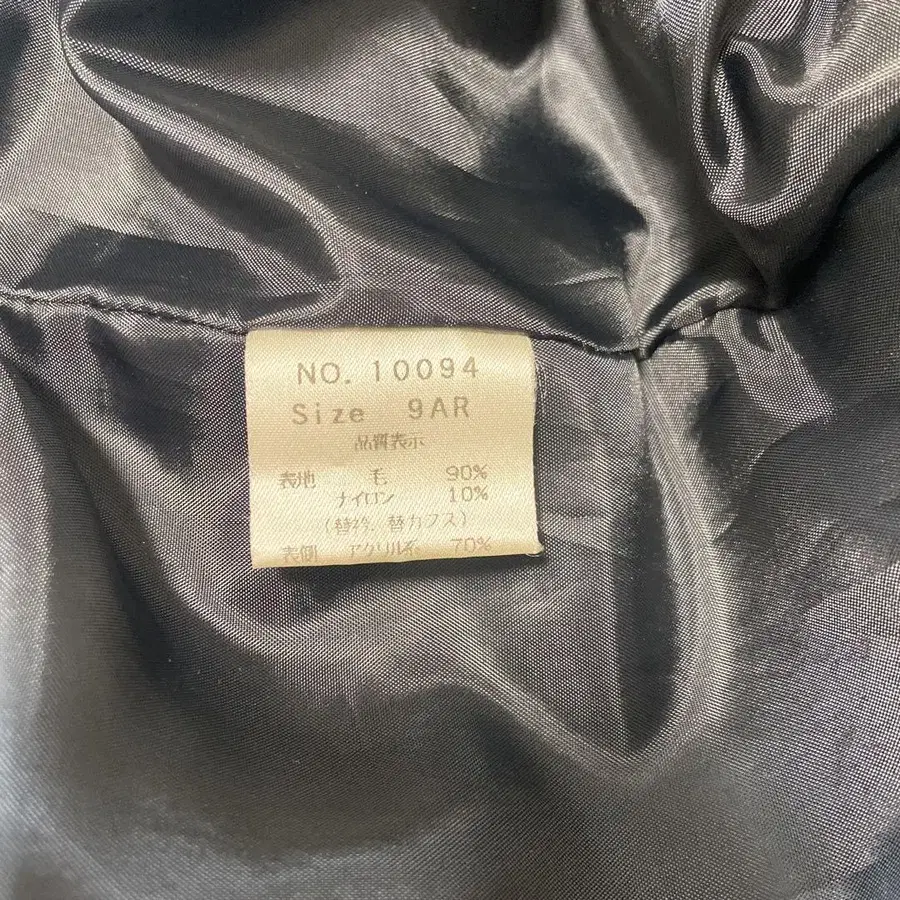 NO. 10094
Size 9AR
品質表示
表地 毛 90%
ナイロン 10%
(替衿、替カフス)
表側 アクリル系 70%